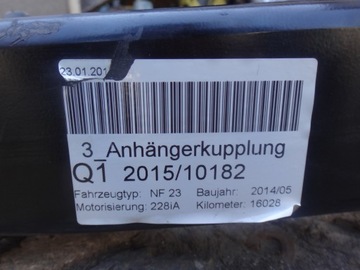 23.01.201
3_Anhängerkupplung
Q1 2015/10182
Fahrzeugtyp: NF 23 Baujahr: 2014/05
Motorisierung: 228iA Kilometer: 16028